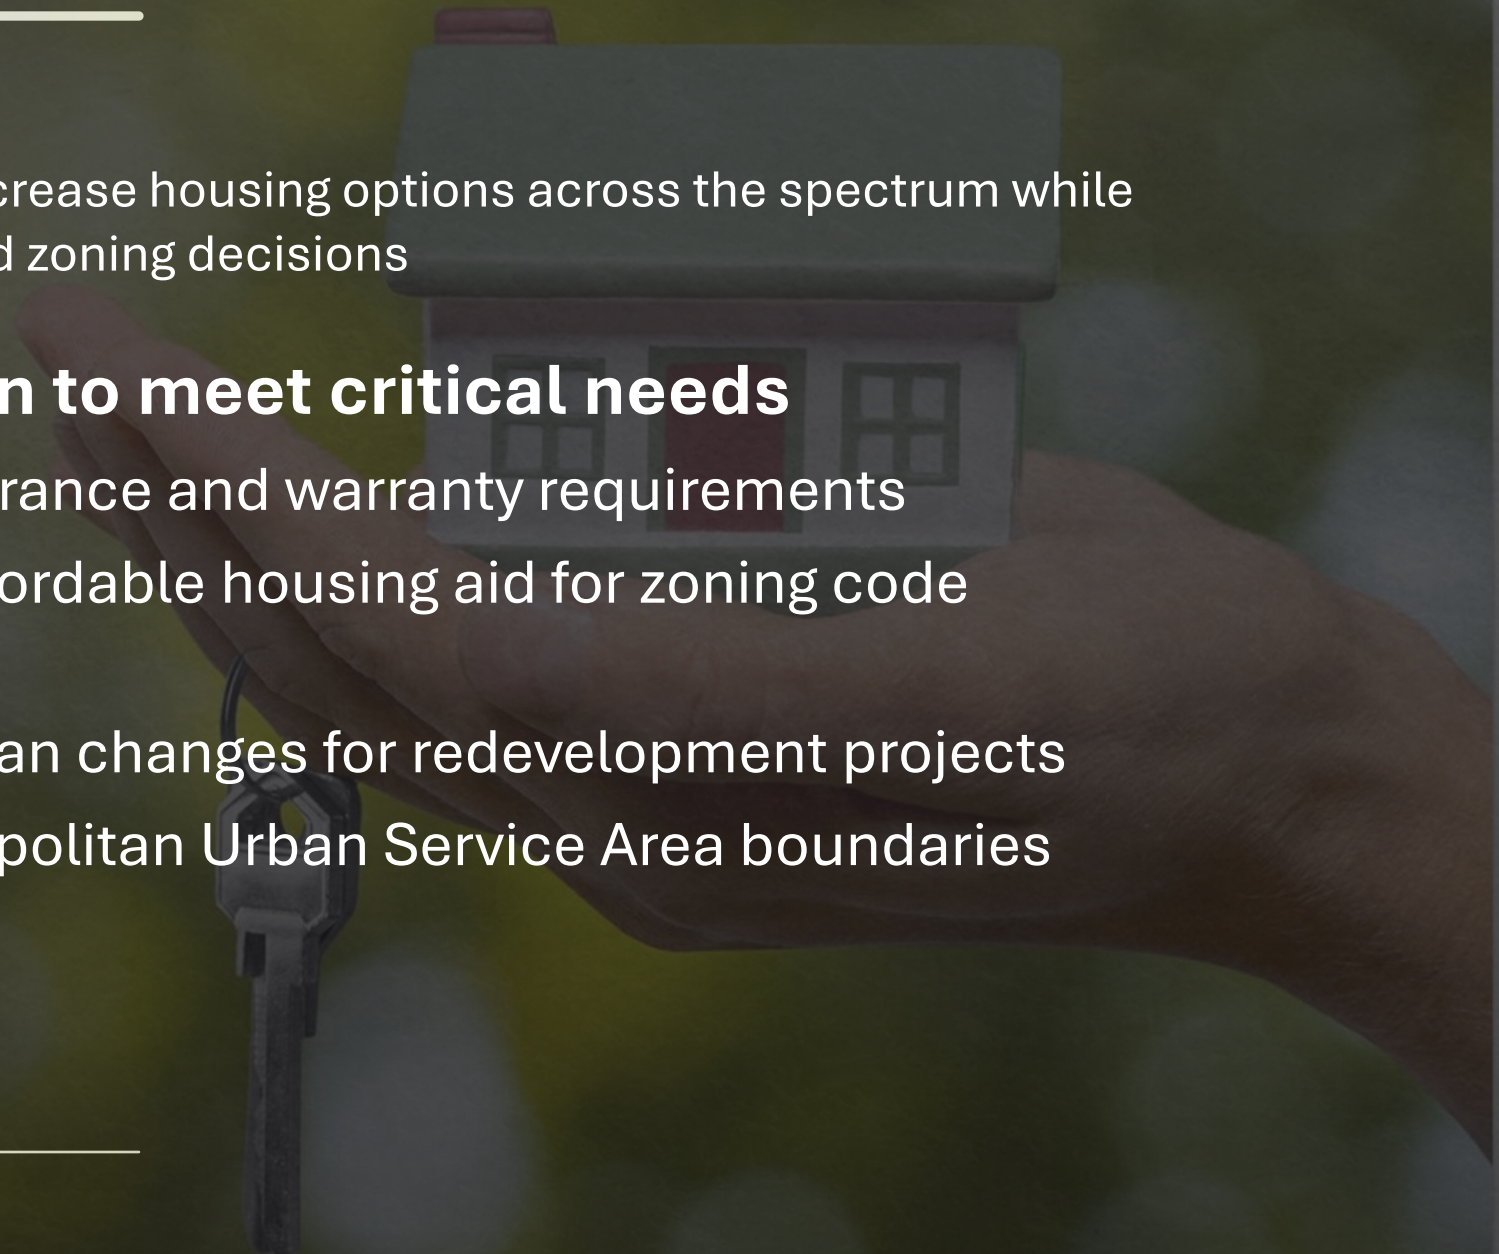 crease housing options across the spectrum while
d zoning decisions
n to meet critical needs
rance and warranty requirements
ordable housing aid for zoning code
an changes for redevelopment projects
politan Urban Service Area boundaries